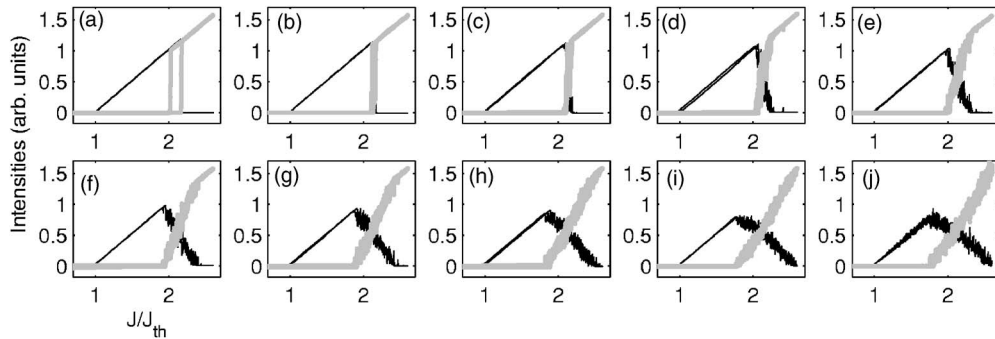 (a) (b) (c) (d) (e)
1.5
1
0.5
0
1 2 1 2 1 2 1 2 1 2
Intensities (arb. units)
(f) (g) (h) (i) (j)
1.5
1
0.5
0
1 2 1 2 1 2 1 2 1 2
J/J_th